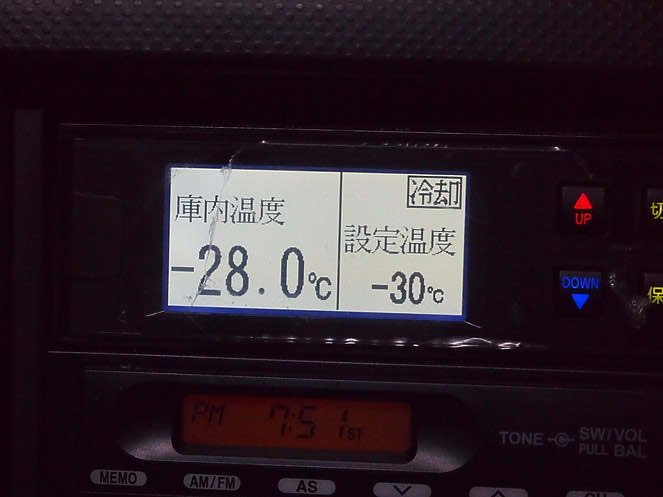 冷却
庫内温度
設定温度
-28.0℃
-30℃
UP
DOWN
PM 7:51 ST
TONE
SW/VOL
PULL BAL
MEMO
AM/FM
AS